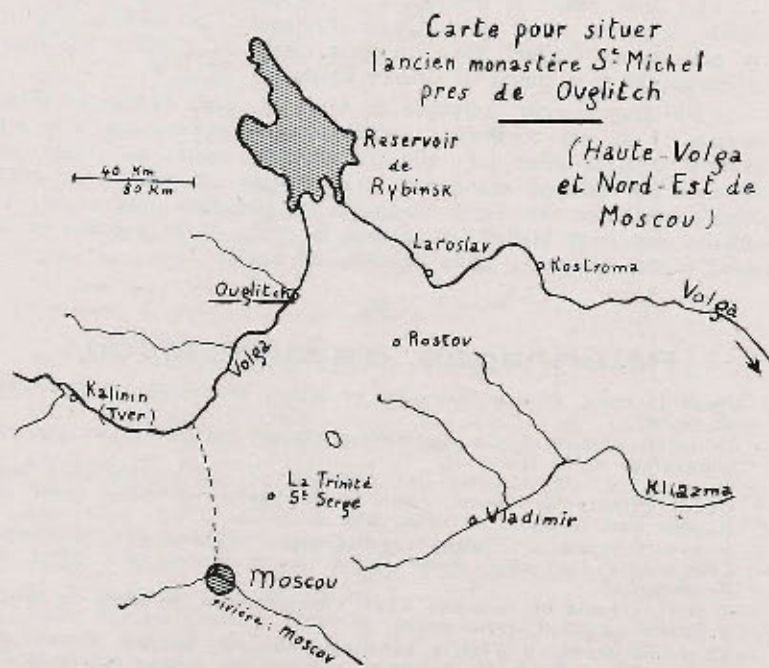 Carte pour situer
l'ancien monastère St Michel
pres de Ouglitch
(Haute-Volga
et Nord-Est de
Moscou)
Reservoir
de
Rybinsk
40 Km
80 Km
Laroslav
Kostroma
Volga
Ouglitch
Volga
Rostov
Kalinin
(Tver)
La Trinité
St Serge
Kliazma
Vladimir
Moscou
rivière: Moscov